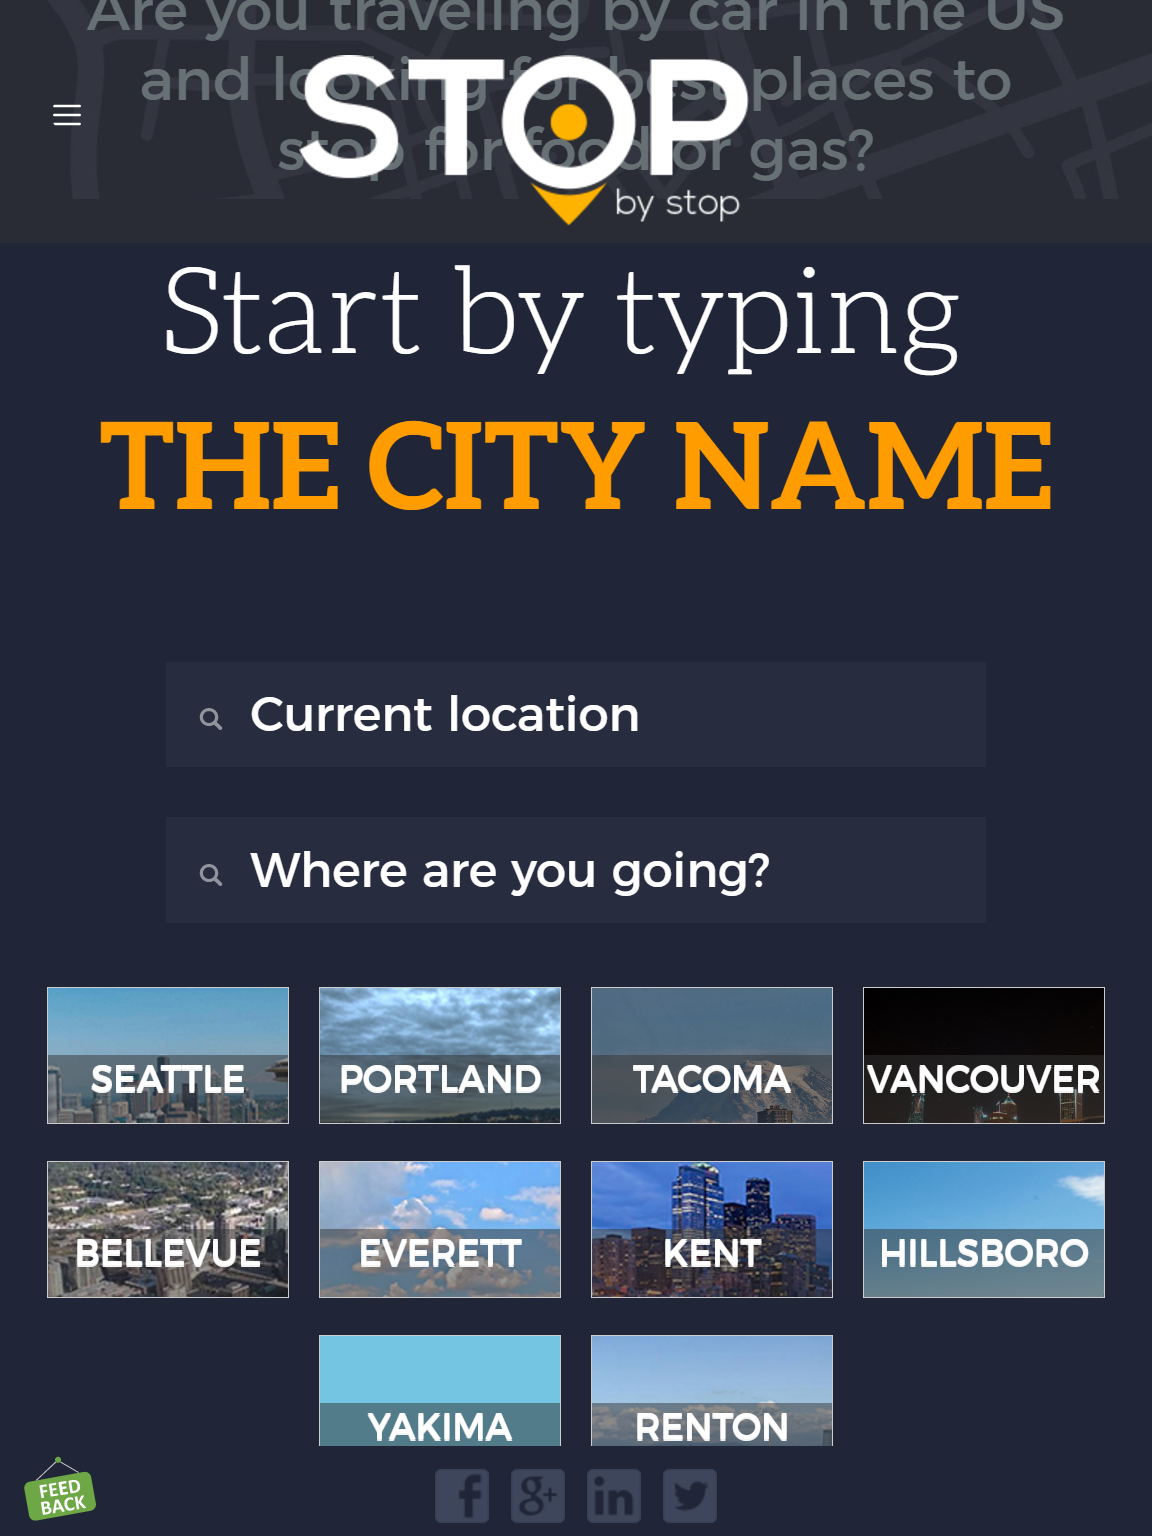 Are you traveling by car in the US
and looking for best places to
stop for food or gas?
STOP
by stop
Start by typing
THE CITY NAME
Current location
Where are you going?
SEATTLE
PORTLAND
TACOMA
VANCOUVER
BELLEVUE
EVERETT
KENT
HILLSBORO
YAKIMA
RENTON
FEED
BACK
f
g+
in